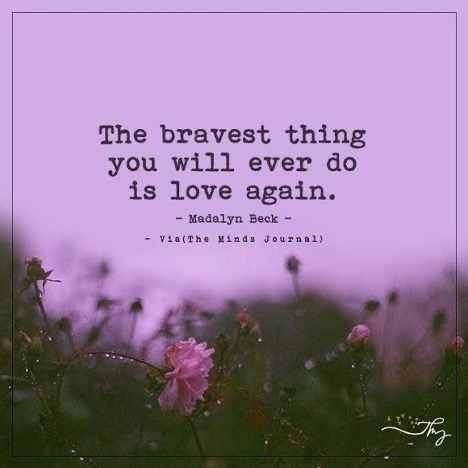 The bravest thing
you will ever do
is love again.
- Madalyn Beck -
- Via(The Minds Journal)